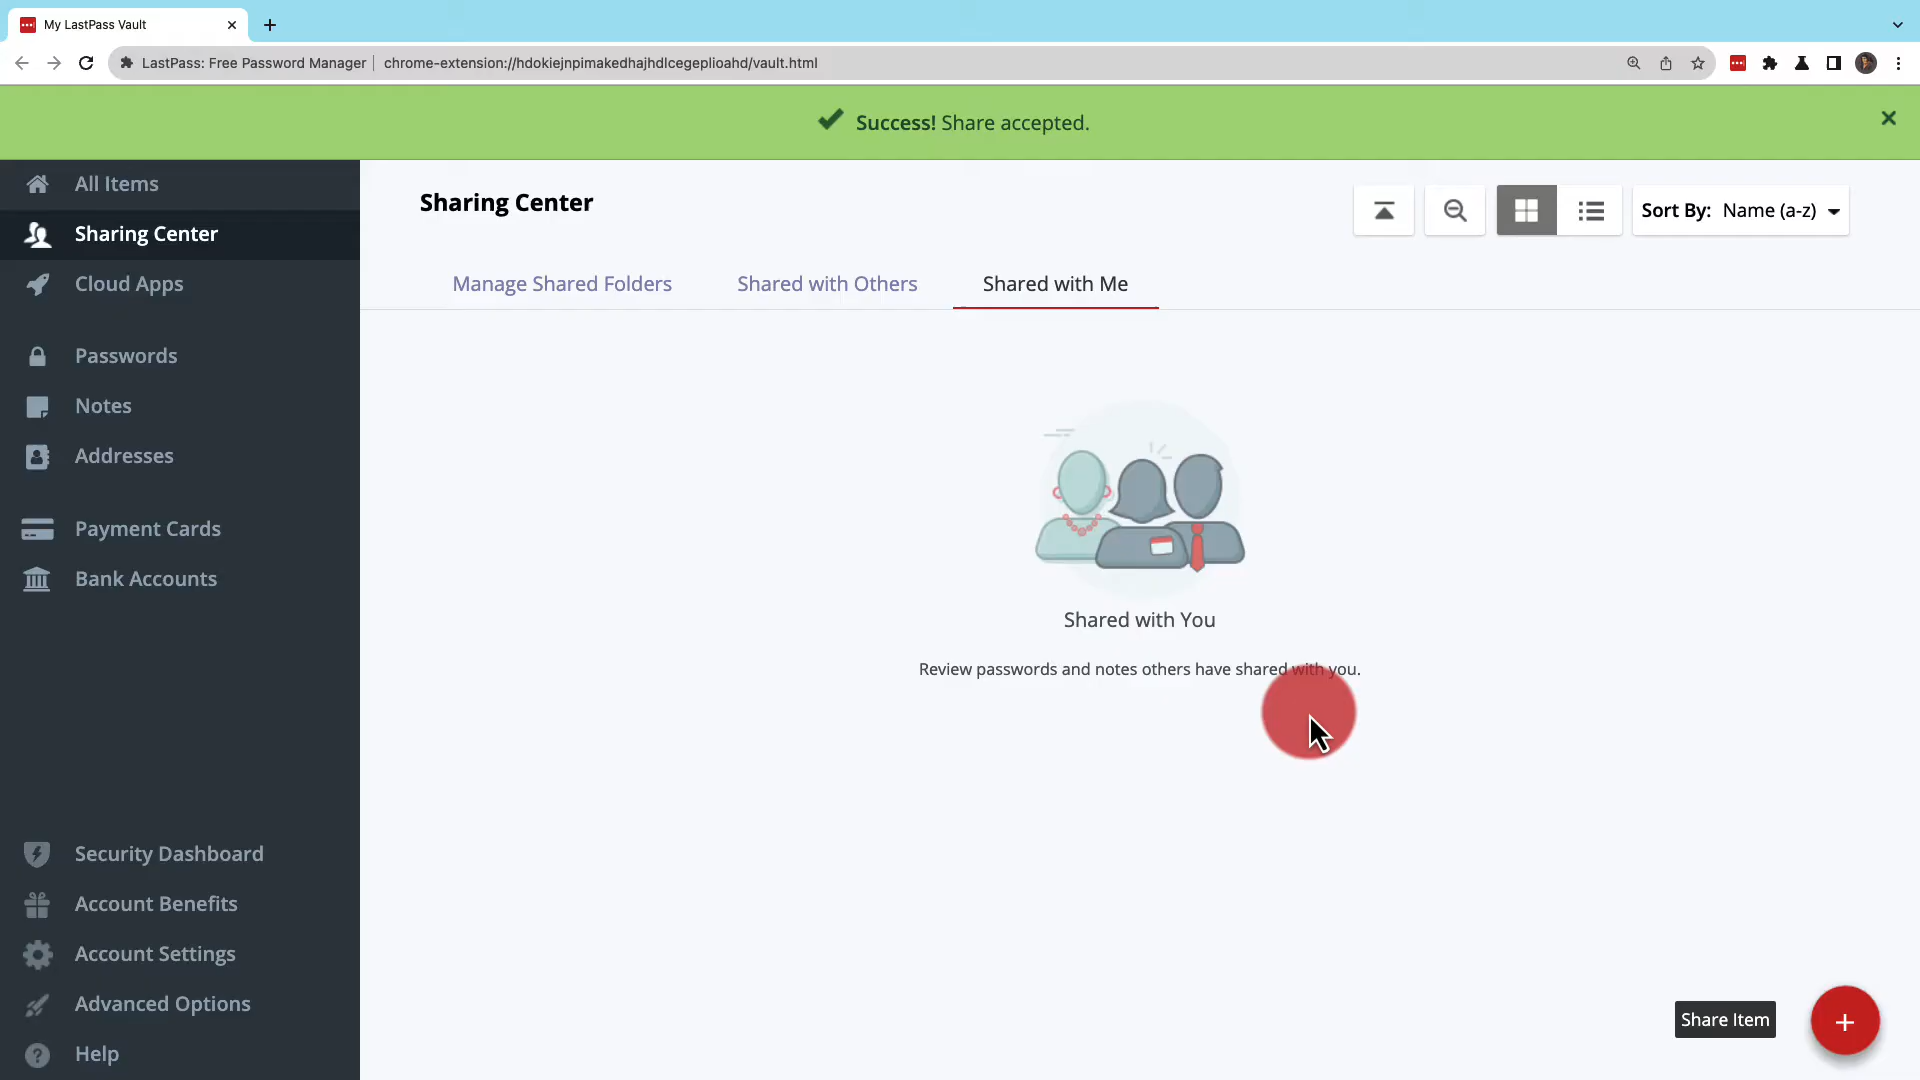 My LastPass Vault
LastPass: Free Password Manager
chrome-extension://hdokiejnpimakedhajhdlcegeplioahd/vault.html
Success! Share accepted.
All Items
Sharing Center
Cloud Apps
Passwords
Notes
Addresses
Payment Cards
Bank Accounts
Security Dashboard
Account Benefits
Account Settings
Advanced Options
Help
Sharing Center
Sort By: Name (a-z)
Manage Shared Folders
Shared with Others
Shared with Me
Shared with You
Review passwords and notes others have shared with you.
Share Item